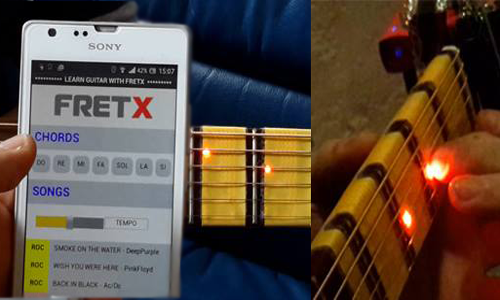 SONY
42% 15:07
LEARN GUITAR WITH FRETX
FRETX
CHORDS
DO RE MI FA SOL LA SI
SONGS
TEMPO
ROC SMOKE ON THE WATER - DeepPurple
ROC WISH YOU WERE HERE - PinkFloyd
ROC BACK IN BLACK - Ac/Dc